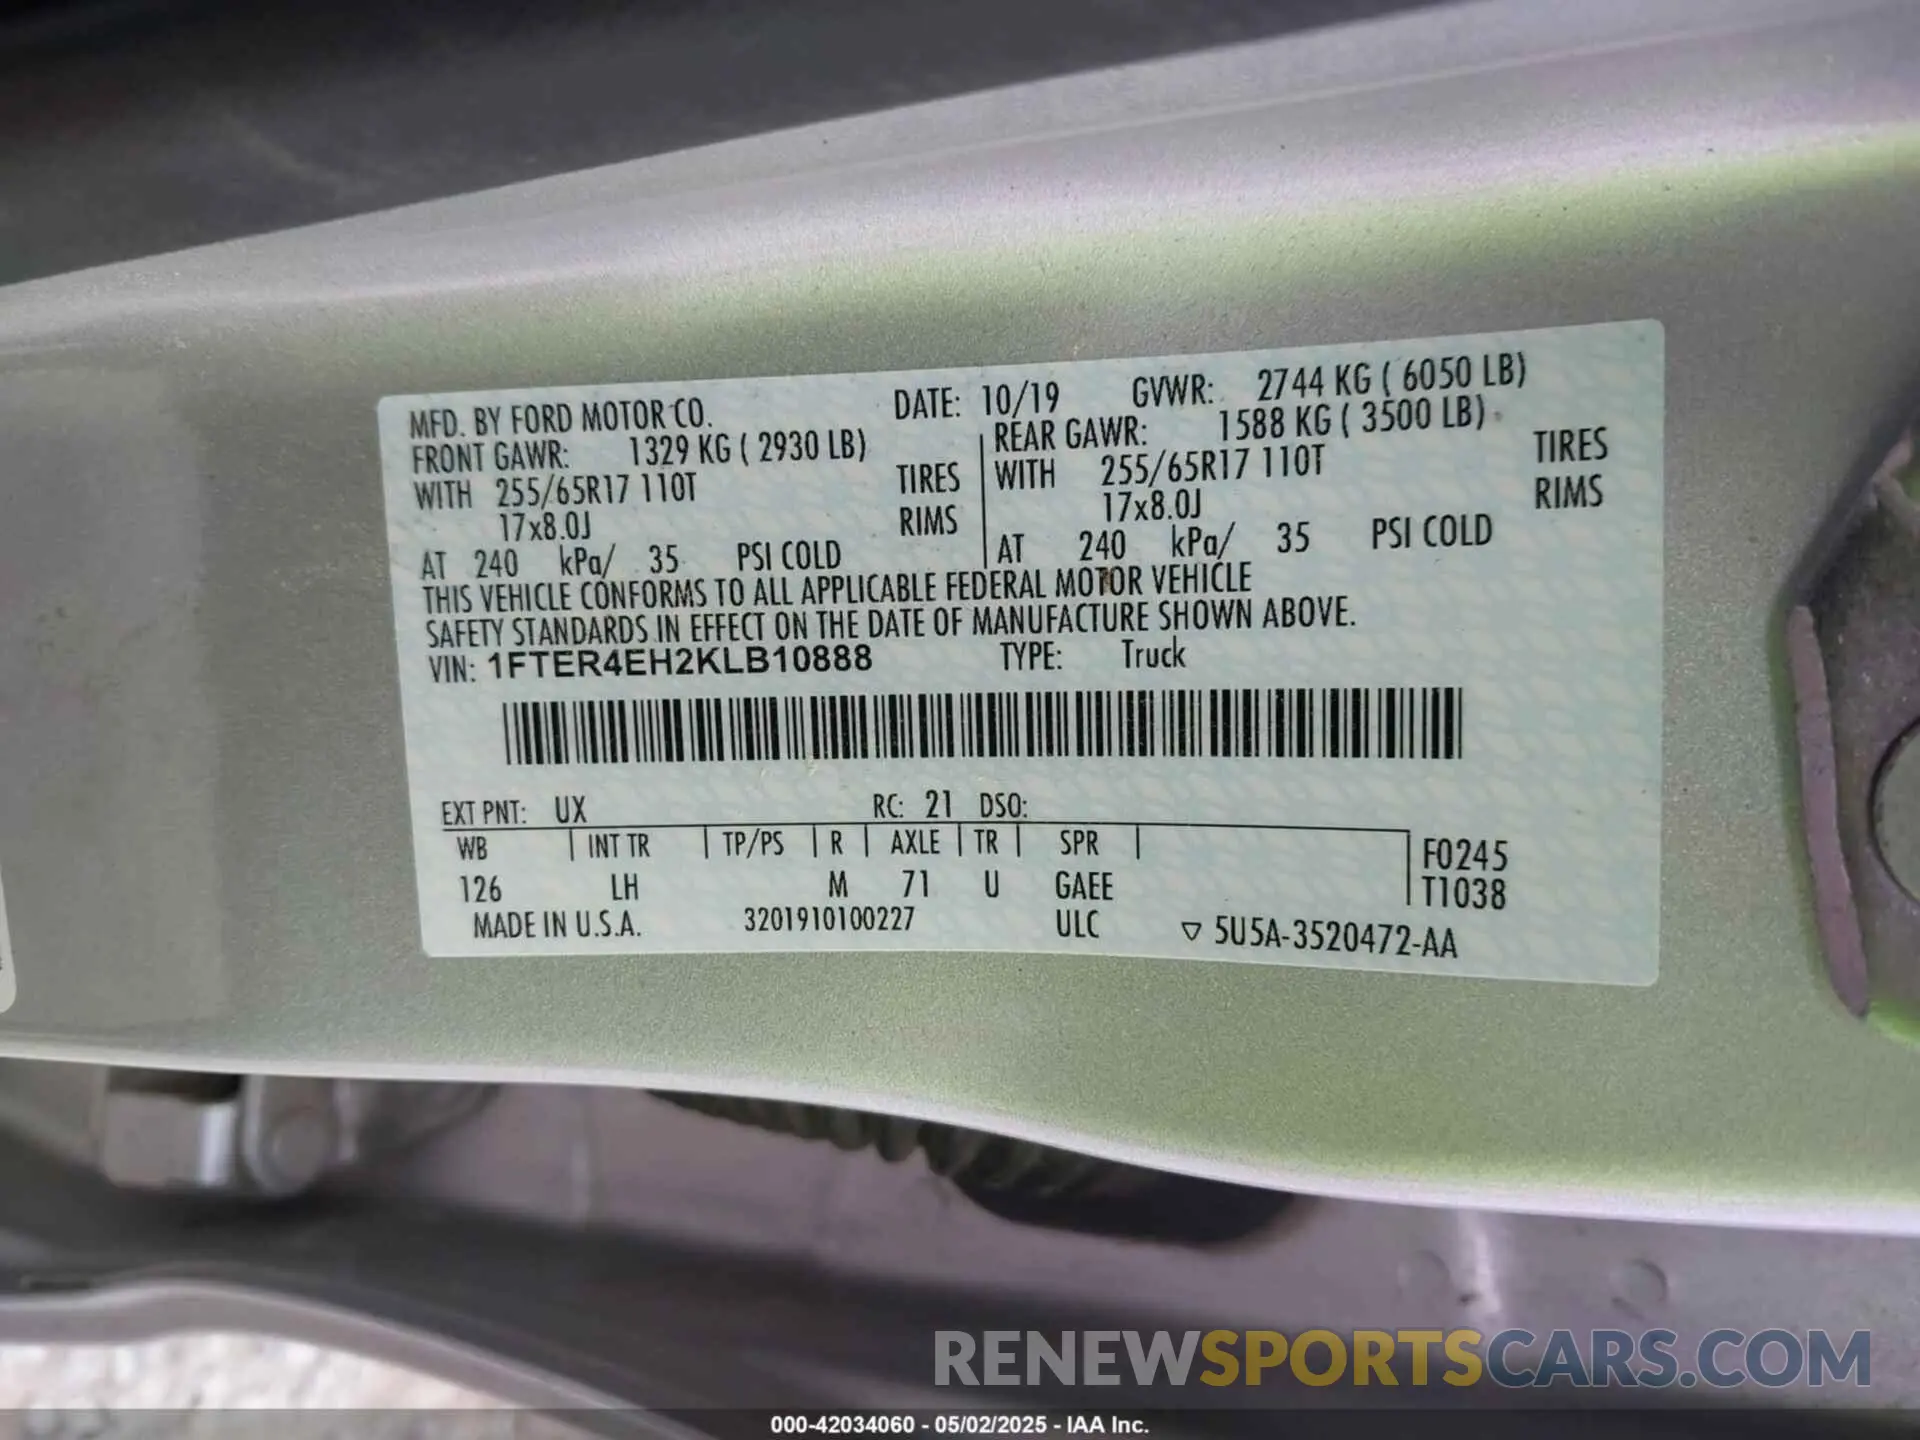 MFD. BY FORD MOTOR CO. DATE: 10/19 GVWR: 2744 KG ( 6050 LB)
FRONT GAWR: 1329 KG ( 2930 LB) REAR GAWR: 1588 KG ( 3500 LB)
WITH 255/65R17 110T TIRES WITH 255/65R17 110T TIRES
17x8.0J RIMS 17x8.0J RIMS
AT 240 kPa/ 35 PSI COLD AT 240 kPa/ 35 PSI COLD
THIS VEHICLE CONFORMS TO ALL APPLICABLE FEDERAL MOTOR VEHICLE
SAFETY STANDARDS IN EFFECT ON THE DATE OF MANUFACTURE SHOWN ABOVE.
VIN: 1FTER4EH2KLB10888 TYPE: Truck
EXT PNT: UX RC: 21 DSO:
WB INT TR TP/PS R AXLE TR SPR F0245
126 LH M 71 U GAEE T1038
MADE IN U.S.A. 3201910100227 ULC ▽ 5U5A-3520472-AA
RENEWSPORTSCARS.COM
000-42034060 - 05/02/2025 - IAA Inc.